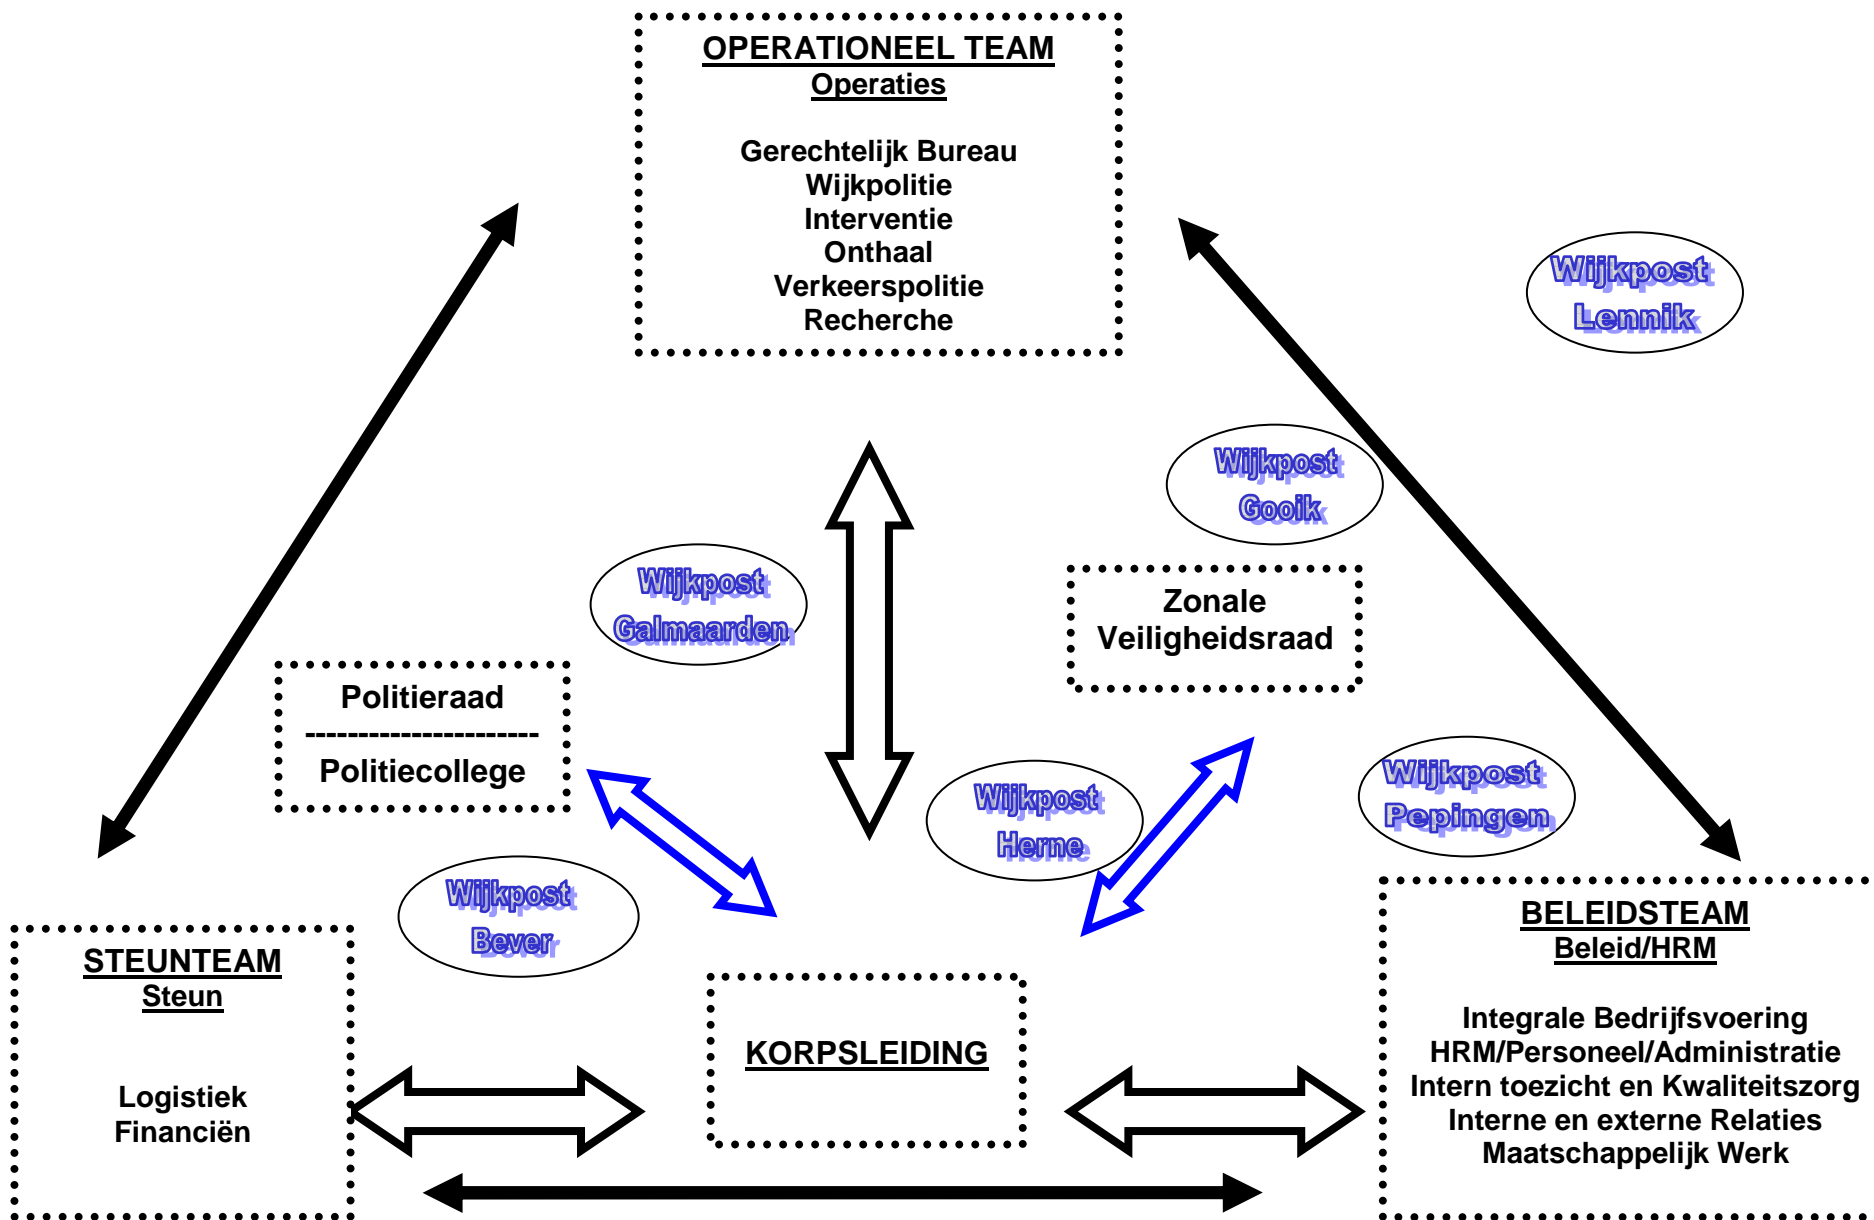 OPERATIONEEL TEAM
Operaties
Gerechtelijk Bureau
Wijkpolitie
Interventie
Onthaal
Verkeerspolitie
Recherche
Wijkpost
Lennik
Wijkpost
Gooik
Wijkpost
Galmaarden
Zonale
Veiligheidsraad
Politieraad
----------------------
Politiecollege
Wijkpost
Herne
Wijkpost
Pepingen
Wijkpost
Bever
STEUNTEAM
Steun
Logistiek
Financiën
KORPSLEIDING
BELEIDSTEAM
Beleid/HRM
Integrale Bedrijfsvoering
HRM/Personeel/Administratie
Intern toezicht en Kwaliteitszorg
Interne en externe Relaties
Maatschappelijk Werk